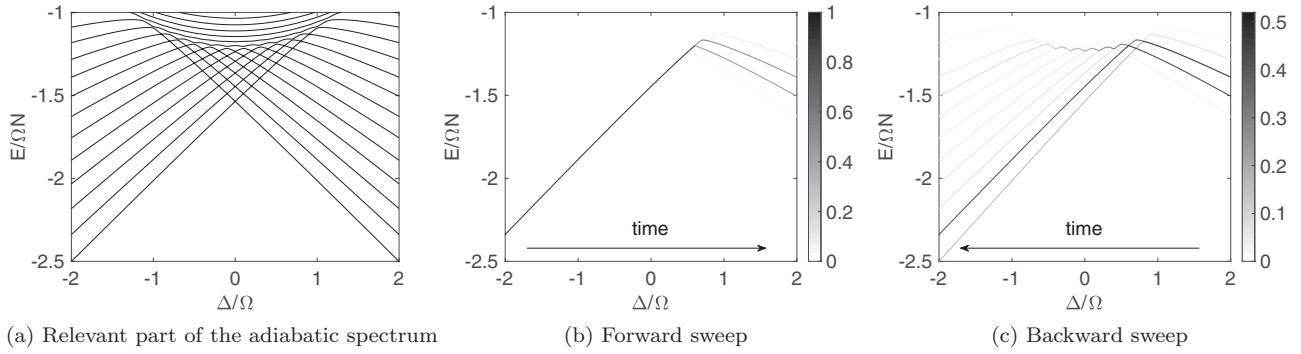 -1
-1.5
-2
-2.5
E/ΩN
-2 -1 0 1 2
Δ/Ω
(a) Relevant part of the adiabatic spectrum
-1
-1.5
-2
-2.5
E/ΩN
time
-2 -1 0 1 2
Δ/Ω
1
0.8
0.6
0.4
0.2
0
(b) Forward sweep
-1
-1.5
-2
-2.5
E/ΩN
time
-2 -1 0 1 2
Δ/Ω
0.5
0.4
0.3
0.2
0.1
0
(c) Backward sweep